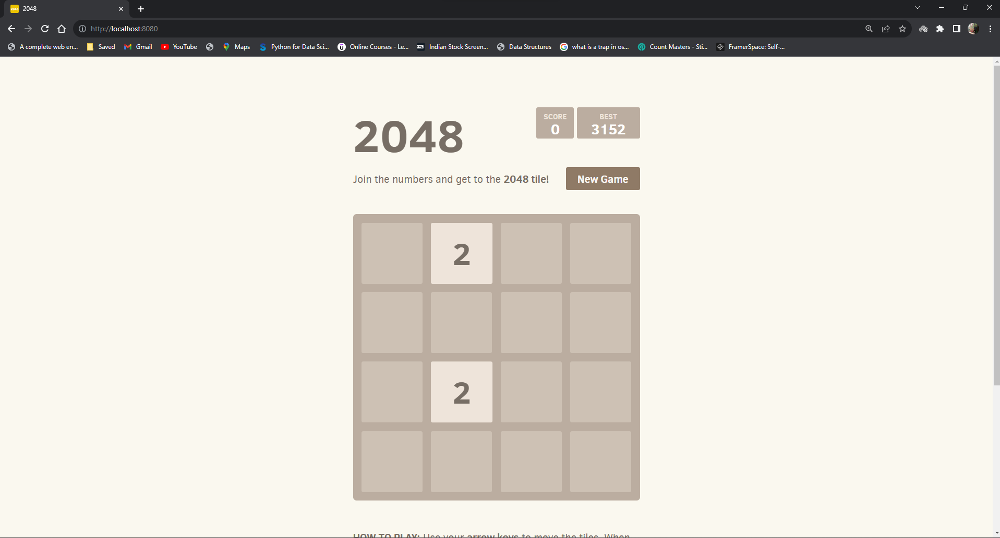 2048
http://localhost:8080
A complete web en... Saved Gmail YouTube Maps Python for Data Sci... Online Courses - Le... Indian Stock Screen... Data Structures what is a trap in os... Count Masters - Sti... FramerSpace: Self-...
2048
SCORE
0
BEST
3152
Join the numbers and get to the 2048 tile!
New Game
2
2
HOW TO PLAY: Use your arrow keys to move the tiles. When